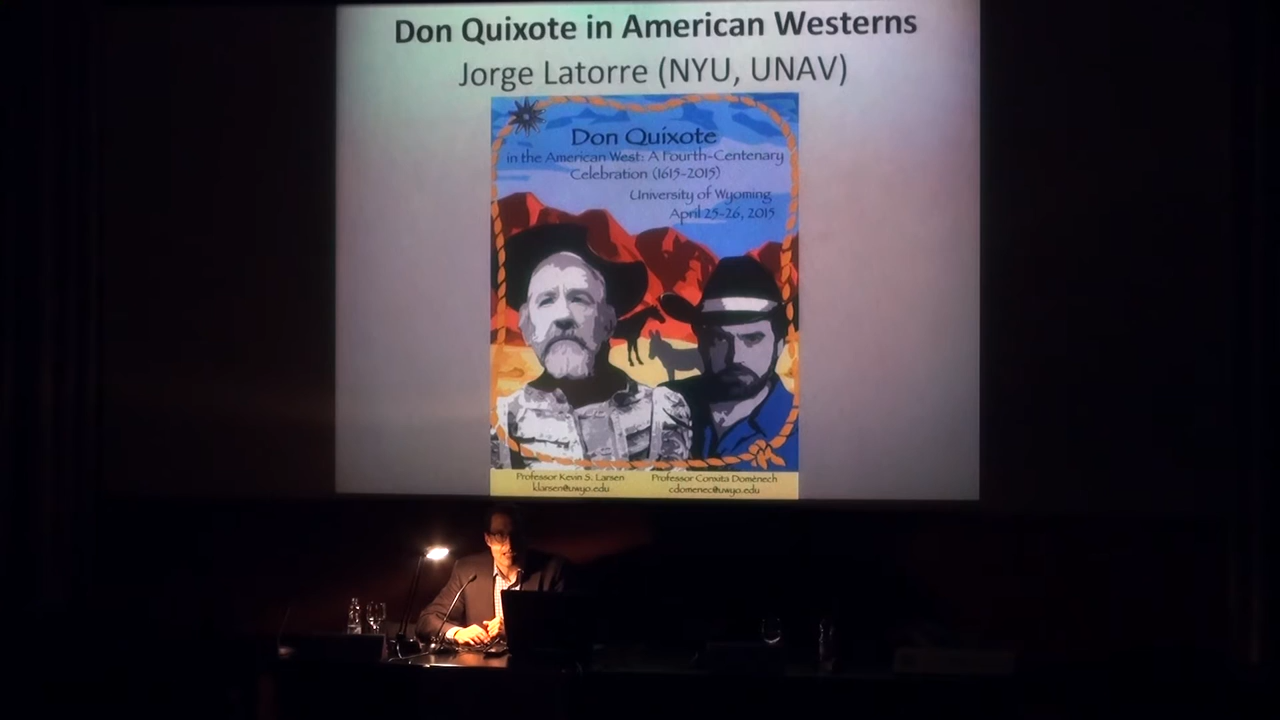 Don Quixote in American Westerns
Jorge Latorre (NYU, UNAV)
Don Quixote
in the American West: A Fourth-Centenary
Celebration (1615-2015)
University of Wyoming
April 25-26, 2015
Professor Kevin S. Larsen
klarsen@uwyo.edu
Professor Conxita Domènech
cdomenec@uwyo.edu